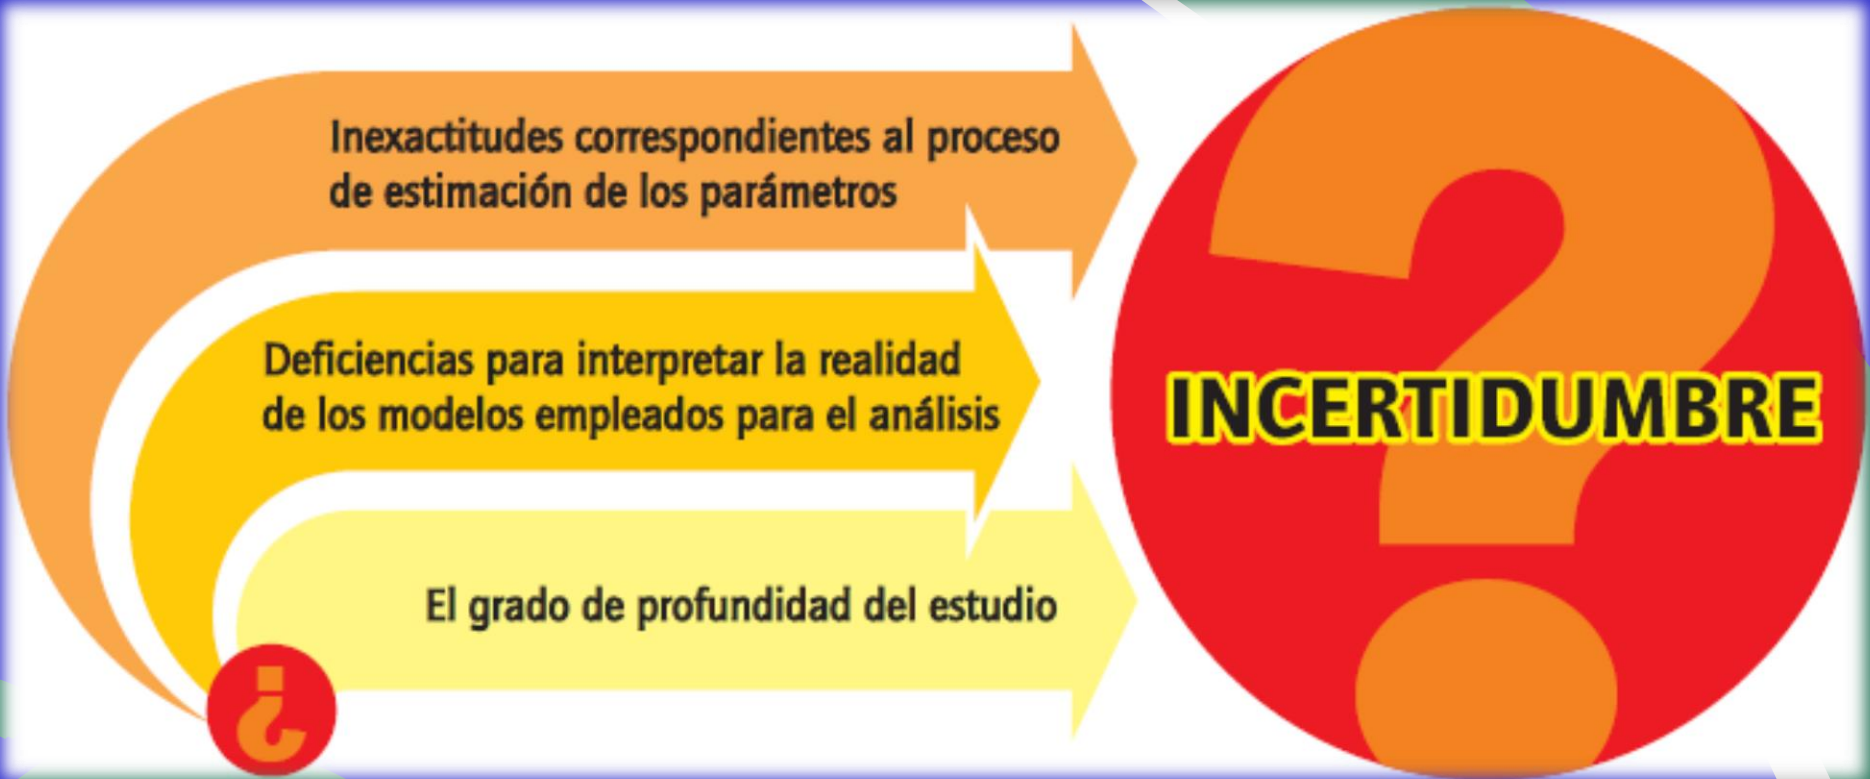 Inexactitudes correspondientes al proceso
de estimación de los parámetros
Deficiencias para interpretar la realidad
de los modelos empleados para el análisis
El grado de profundidad del estudio
¿
?
INCERTIDUMBRE